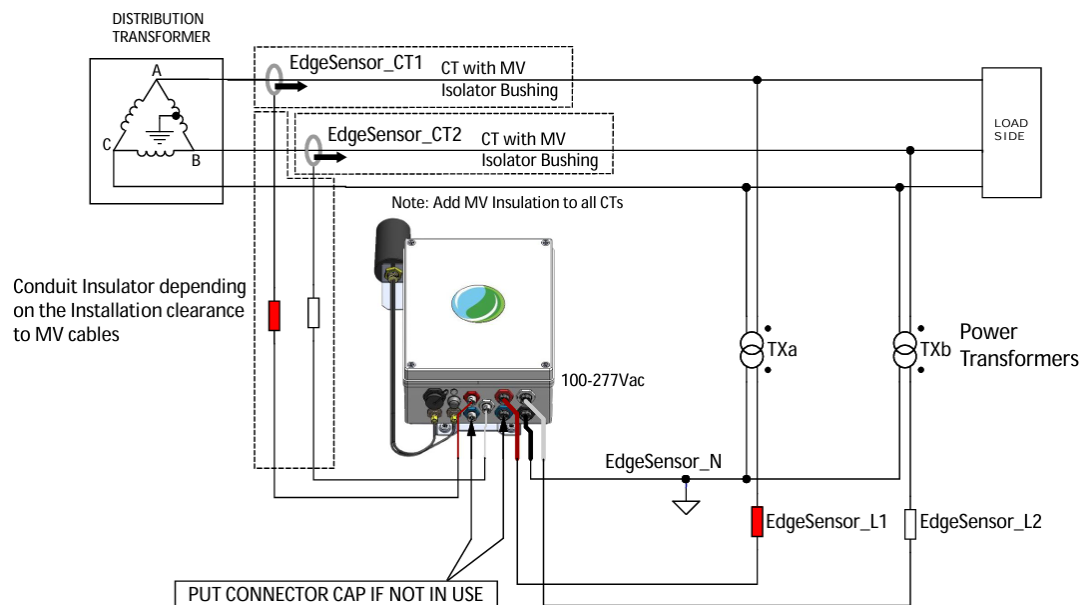 DISTRIBUTION
TRANSFORMER
A
C
B
EdgeSensor_CT1
CT with MV
Isolator Bushing
EdgeSensor_CT2
CT with MV
Isolator Bushing
LOAD
SIDE
Note: Add MV Insulation to all CTs
Conduit Insulator depending
on the Installation clearance
to MV cables
TXa
TXb
Power
Transformers
100-277Vac
EdgeSensor_N
EdgeSensor_L1
EdgeSensor_L2
PUT CONNECTOR CAP IF NOT IN USE